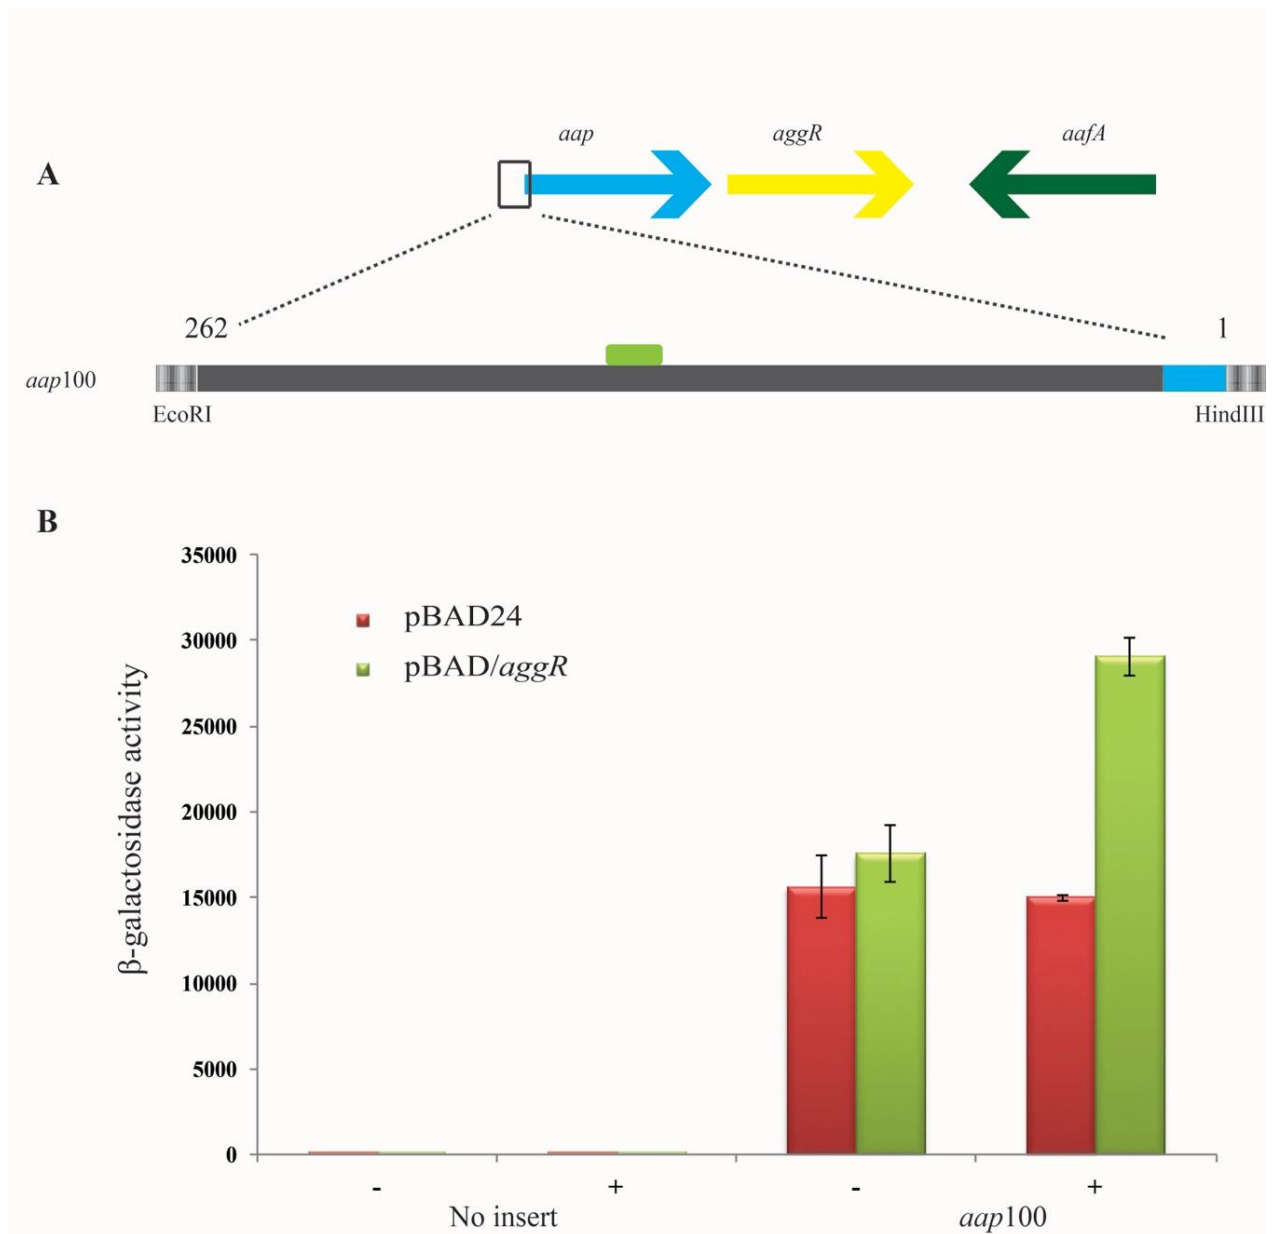 A
aap aggR aafA
262 1
aap100
EcoRI HindIII
B
35000
30000
25000
20000
15000
10000
5000
0
β-galactosidase activity
pBAD24
pBAD/aggR
- + - +
No insert aap100